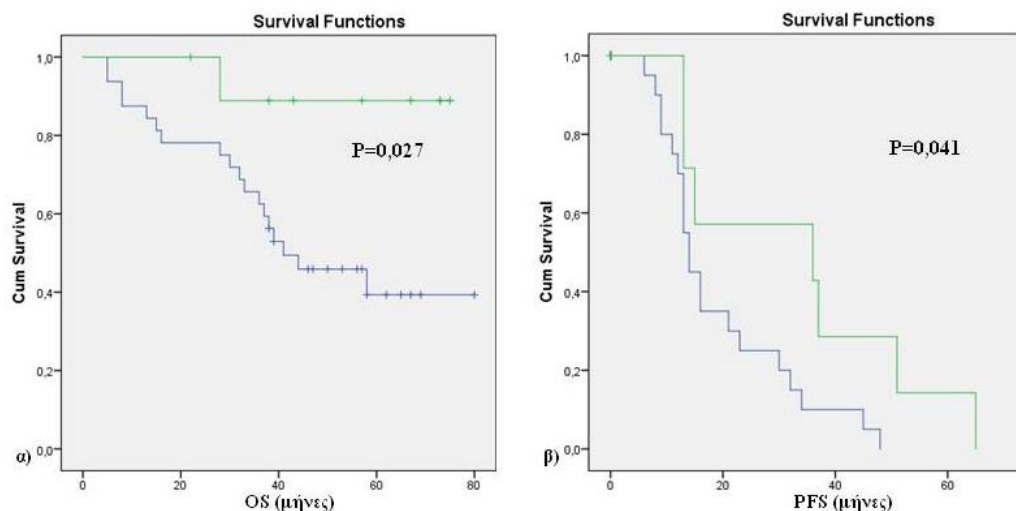 Survival Functions
1,0
0,8
0,6
0,4
0,2
0,0
Cum Survival
P=0,027
α)
0
20
40
60
80
OS (μήνες)
Survival Functions
1,0
0,8
0,6
0,4
0,2
0,0
Cum Survival
P=0,041
β)
0
20
40
60
PFS (μήνες)